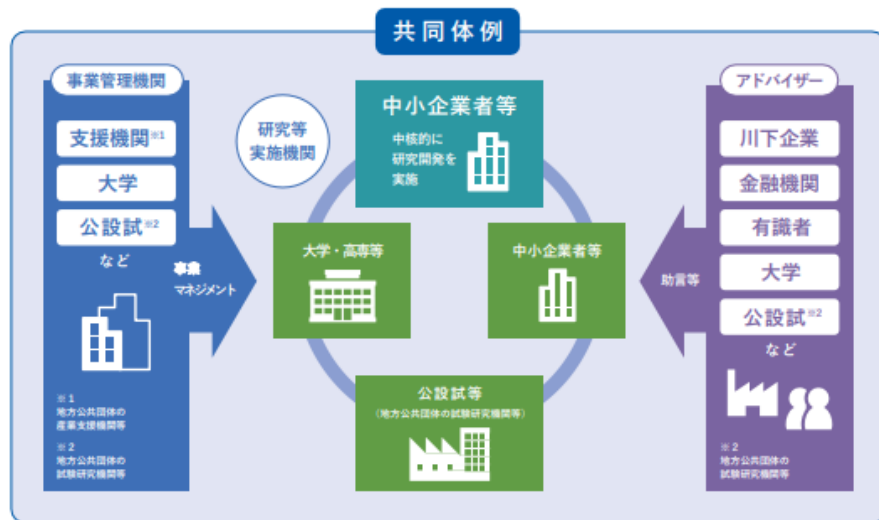 共同体例
事業管理機関
支援機関※1
大学
公設試※2
など
事業
マネジメント
※1
地方公共団体の
産業支援機関等
※2
地方公共団体の
試験研究機関等
研究等
実施機関
中小企業者等
中核的に
研究開発を
実施
大学・高専等
中小企業者等
公設試等
(地方公共団体の試験研究機関等)
アドバイザー
川下企業
金融機関
有識者
大学
公設試※2
など
助言等
※2
地方公共団体の
試験研究機関等